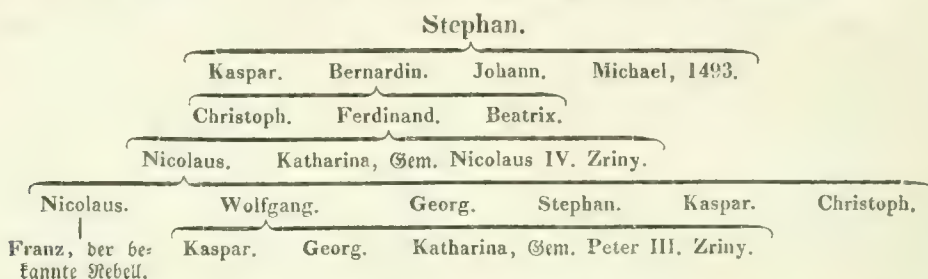 Stephan.
Kaspar. Bernardin. Johann. Michael, 1493.
Christoph. Ferdinand. Beatrix.
Nicolaus. Katharina, Gem. Nicolaus IV. Zriny.
Nicolaus. Wolfgang. Georg. Stephan. Kaspar. Christoph.
Franz, der be- Kaspar. Georg. Katharina, Gem. Peter III. Zriny.
kannte Rebell.